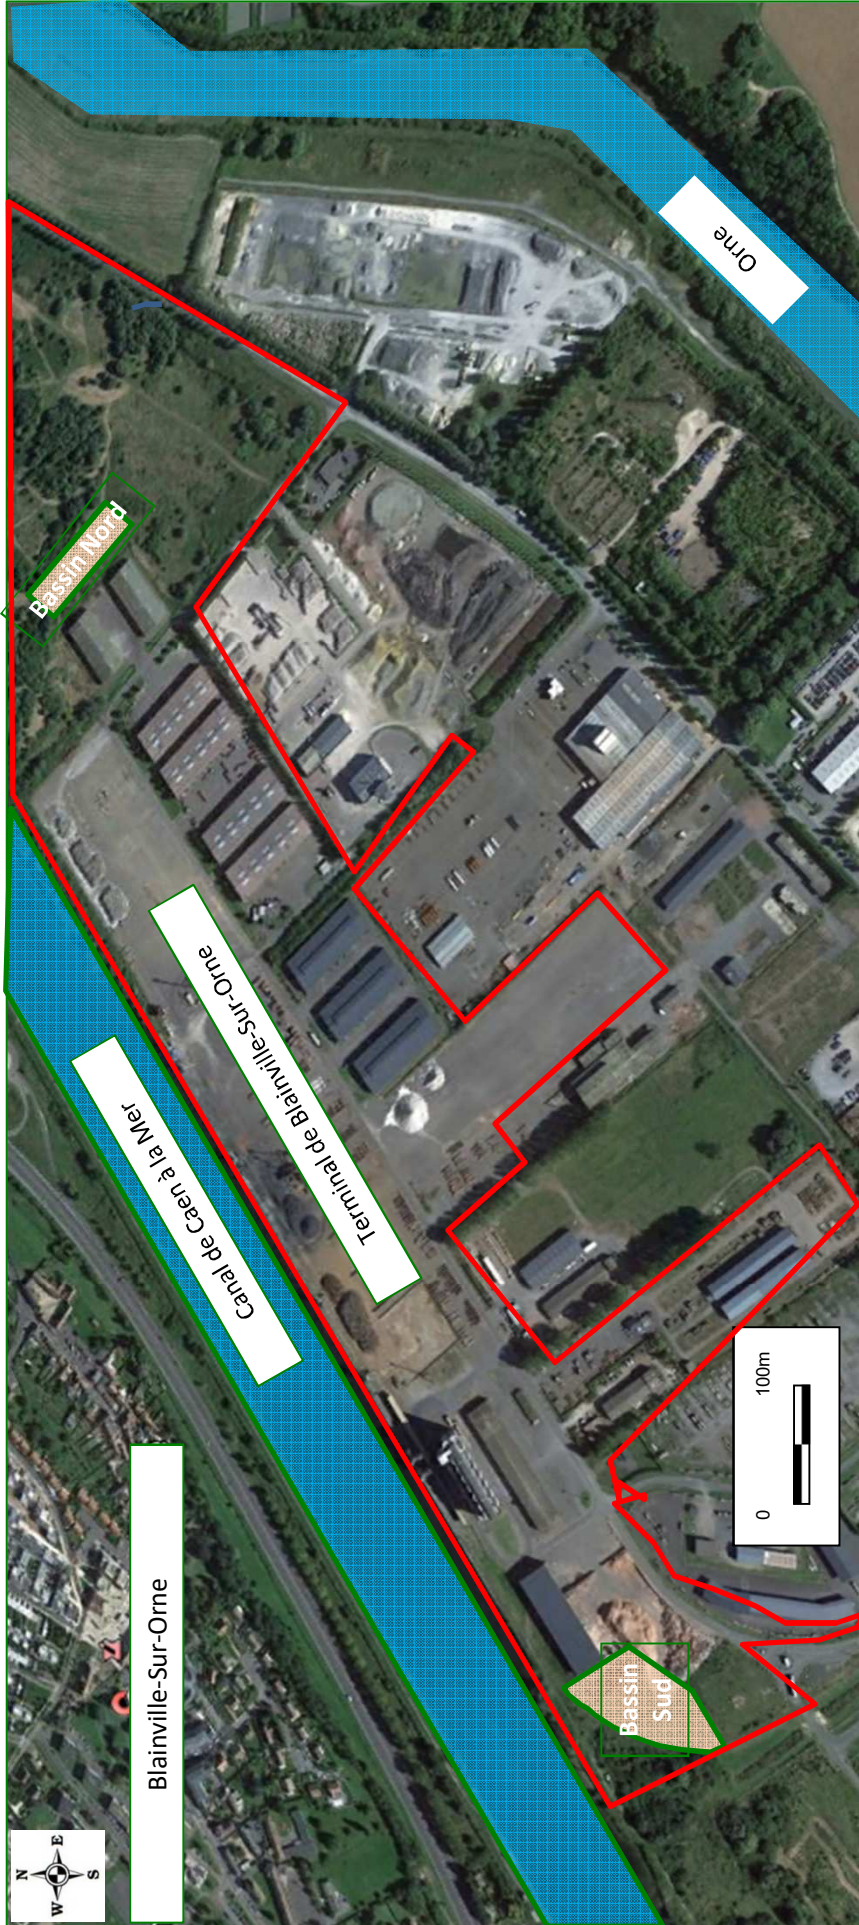 Orne
Bassin Nord
Terminal de Blainville-Sur-Orne
Canal de Caen à la Mer
Blainville-Sur-Orne
Bassin
Sud
0 100m
N
W E
S